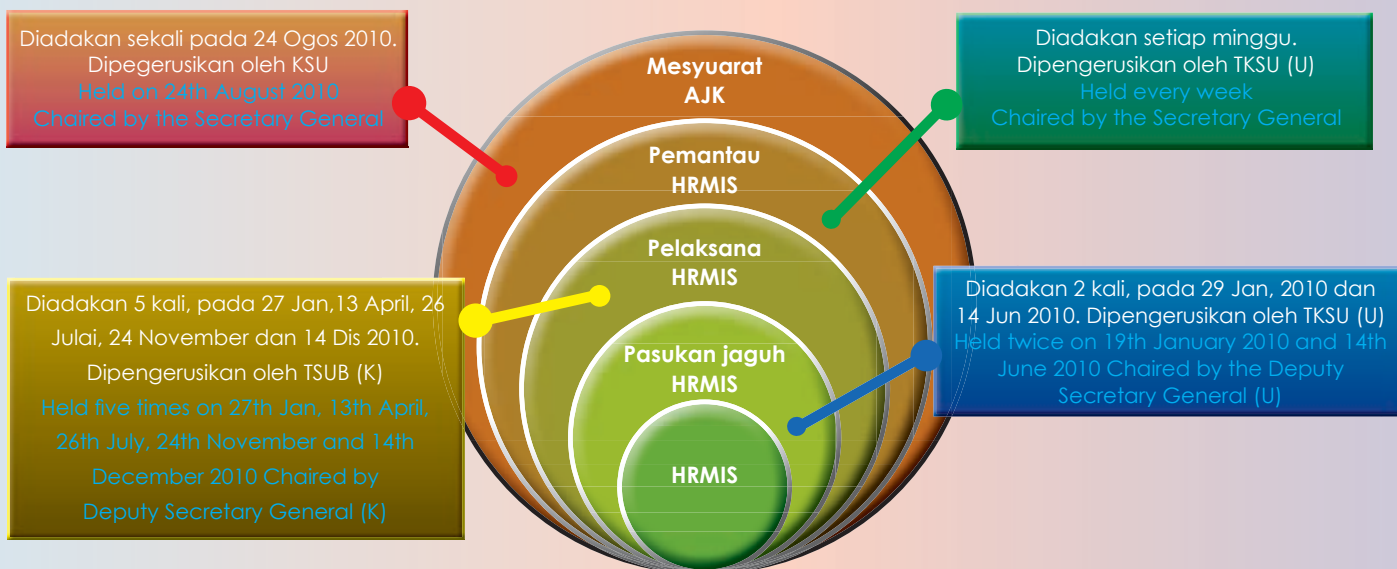 Diadakan sekali pada 24 Ogos 2010.
Dipegerusikan oleh KSU
Held on 24th August 2010
Chaired by the Secretary General
Mesyuarat
AJK
Diadakan setiap minggu.
Dipengerusikan oleh TKSU (U)
Held every week
Chaired by the Secretary General
Pemantau
HRMIS
Pelaksana
HRMIS
Diadakan 5 kali, pada 27 Jan,13 April, 26
Julai, 24 November dan 14 Dis 2010.
Dipengerusikan oleh TSUB (K)
Held five times on 27th Jan, 13th April,
26th July, 24th November and 14th
December 2010 Chaired by
Deputy Secretary General (K)
Pasukan jaguh
HRMIS
HRMIS
Diadakan 2 kali, pada 29 Jan, 2010 dan
14 Jun 2010. Dipengerusikan oleh TKSU (U)
Held twice on 19th January 2010 and 14th
June 2010 Chaired by the Deputy
Secretary General (U)